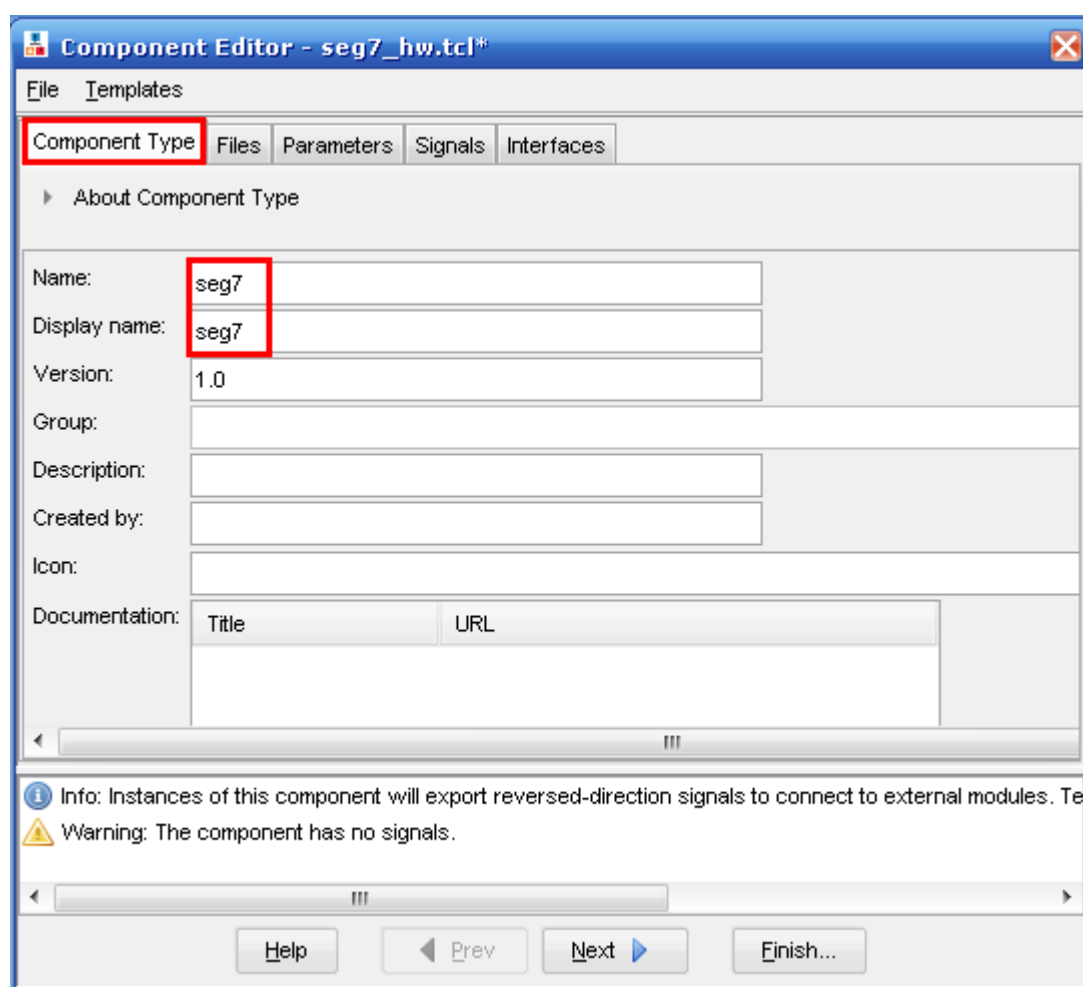 Component Editor - seg7_hw.tcl*
File Templates
Component Type Files Parameters Signals Interfaces
About Component Type
Name: seg7
Display name: seg7
Version: 1.0
Group:
Description:
Created by:
Icon:
Documentation: Title URL
Info: Instances of this component will export reversed-direction signals to connect to external modules. Te
Warning: The component has no signals.
Help Prev Next Finish...